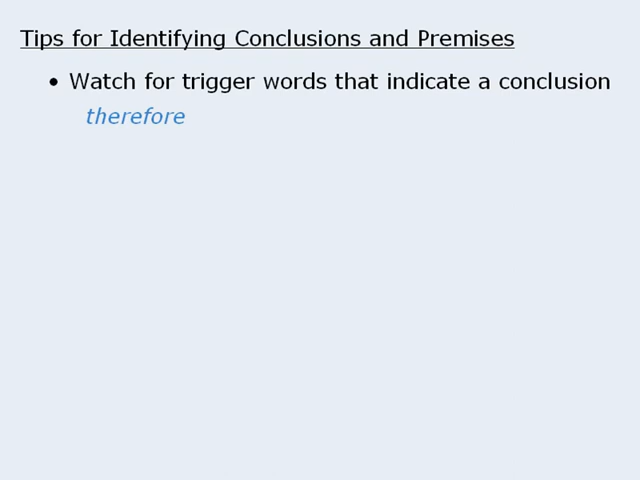 Tips for Identifying Conclusions and Premises
• Watch for trigger words that indicate a conclusion
therefore